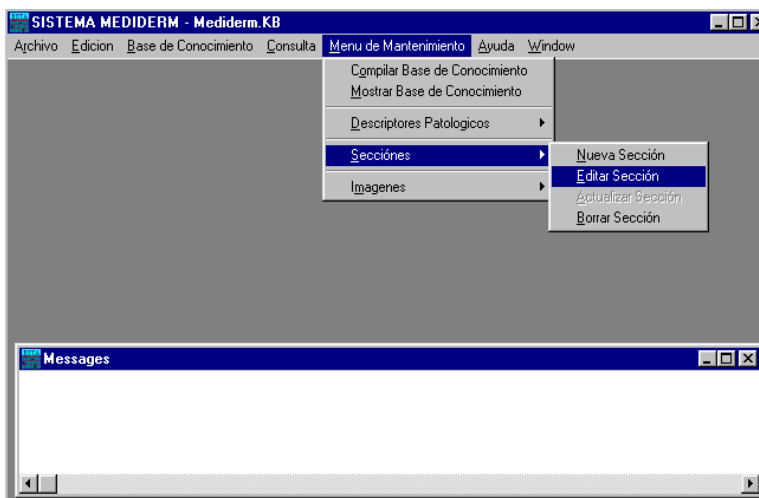 SISTEMA MEDIDERM - Mediderm.KB
Archivo Edicion Base de Conocimiento Consulta Menu de Mantenimiento Ayuda Window
Compilar Base de Conocimiento
Mostrar Base de Conocimiento
Descriptores Patologicos
Secciónes
Imagenes
Nueva Sección
Editar Sección
Actualizar Sección
Borrar Sección
Messages